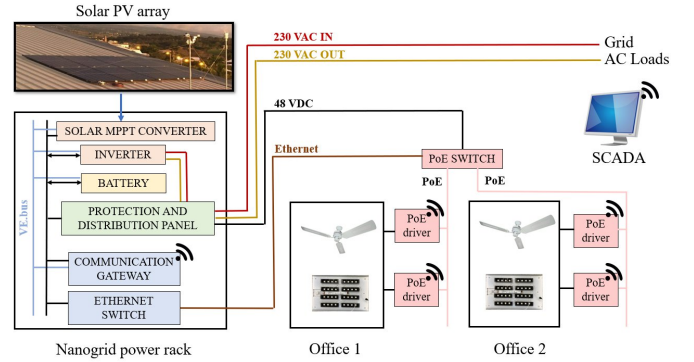 Solar PV array
230 VAC IN
Grid
230 VAC OUT
AC Loads
48 VDC
SOLAR MPPT CONVERTER
INVERTER
Ethernet
PoE SWITCH
SCADA
BATTERY
PoE
PoE
VE.bus
PROTECTION AND
DISTRIBUTION PANEL
PoE
driver
PoE
driver
COMMUNICATION
GATEWAY
PoE
driver
PoE
driver
ETHERNET
SWITCH
Nanogrid power rack
Office 1
Office 2